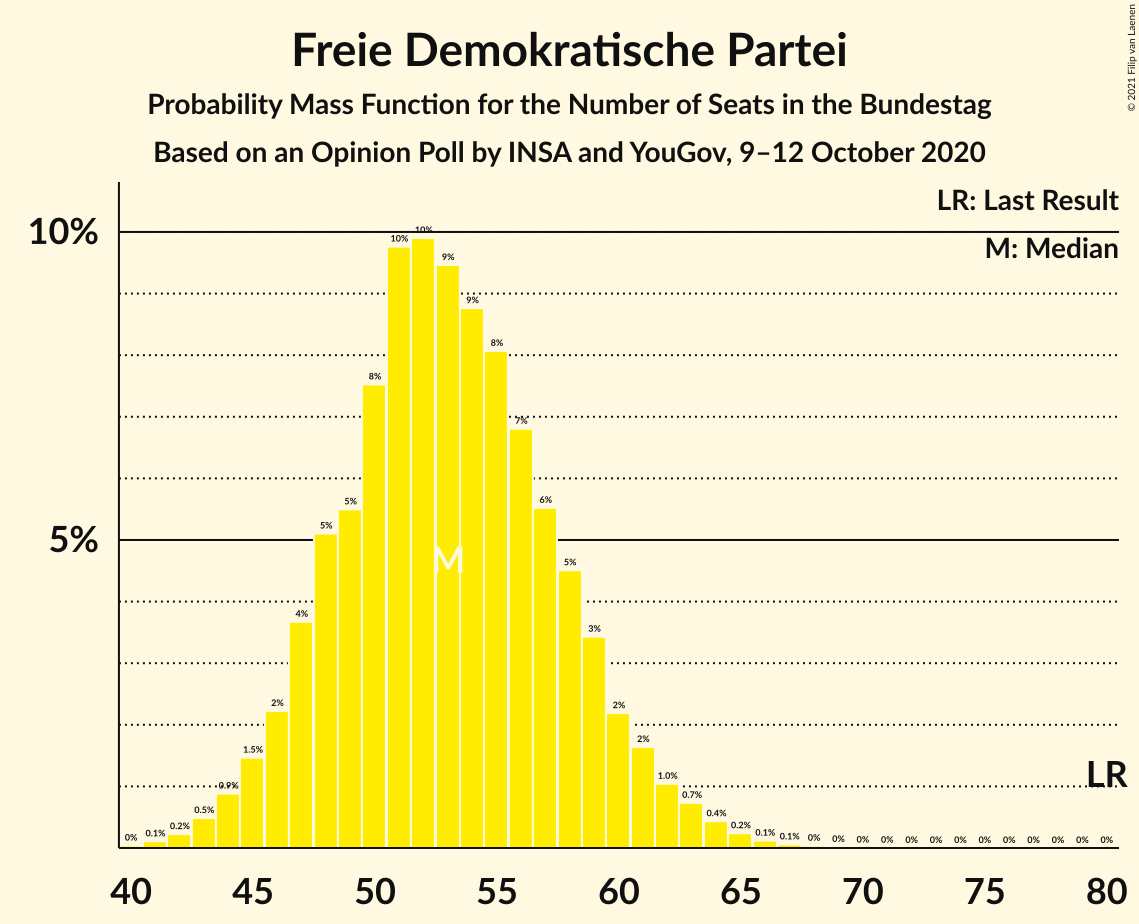 Freie Demokratische Partei
Probability Mass Function for the Number of Seats in the Bundestag
Based on an Opinion Poll by INSA and YouGov, 9–12 October 2020
© 2021 Filip van Laenen
LR: Last Result
M: Median
10%
5%
0% 0.1% 0.2% 0.5% 0.9% 1.5% 2% 4% 5% 5% 8% 10% 10% 9% 9% 8% 7% 6% 5% 3% 2% 2% 1.0% 0.7% 0.4% 0.2% 0.1% 0.1% 0% 0% 0% 0% 0% 0% 0% 0% 0% 0% 0% 0% 0%
M
LR
40 45 50 55 60 65 70 75 80